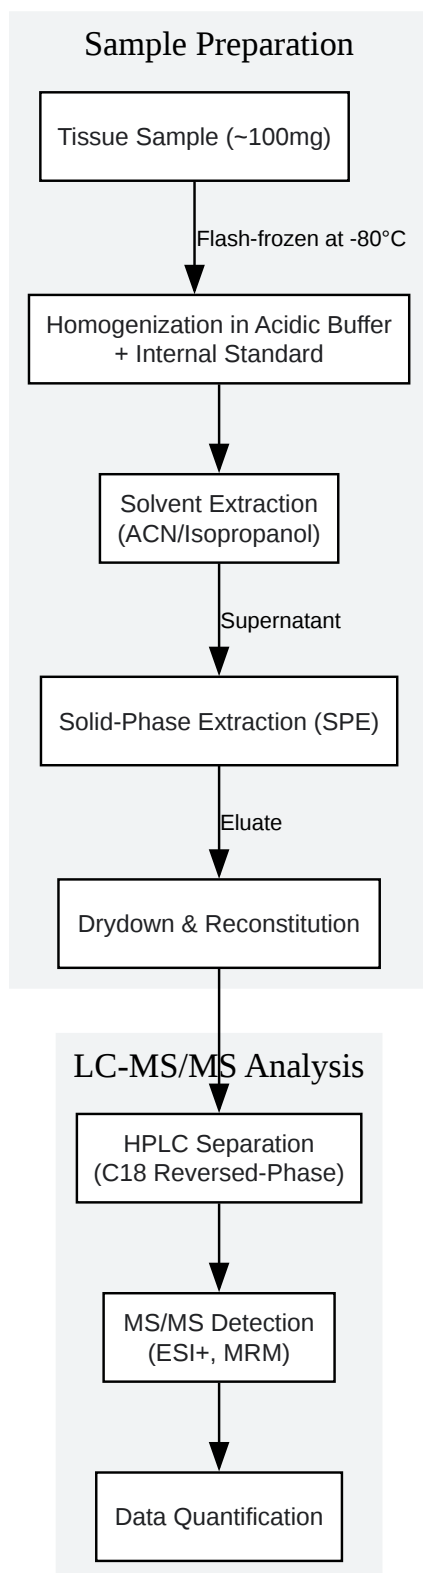 Sample Preparation
Tissue Sample (~100mg)
Flash-frozen at -80°C
Homogenization in Acidic Buffer
+ Internal Standard
Solvent Extraction
(ACN/Isopropanol)
Supernatant
Solid-Phase Extraction (SPE)
Eluate
Drydown & Reconstitution
LC-MS/MS Analysis
HPLC Separation
(C18 Reversed-Phase)
MS/MS Detection
(ESI+, MRM)
Data Quantification